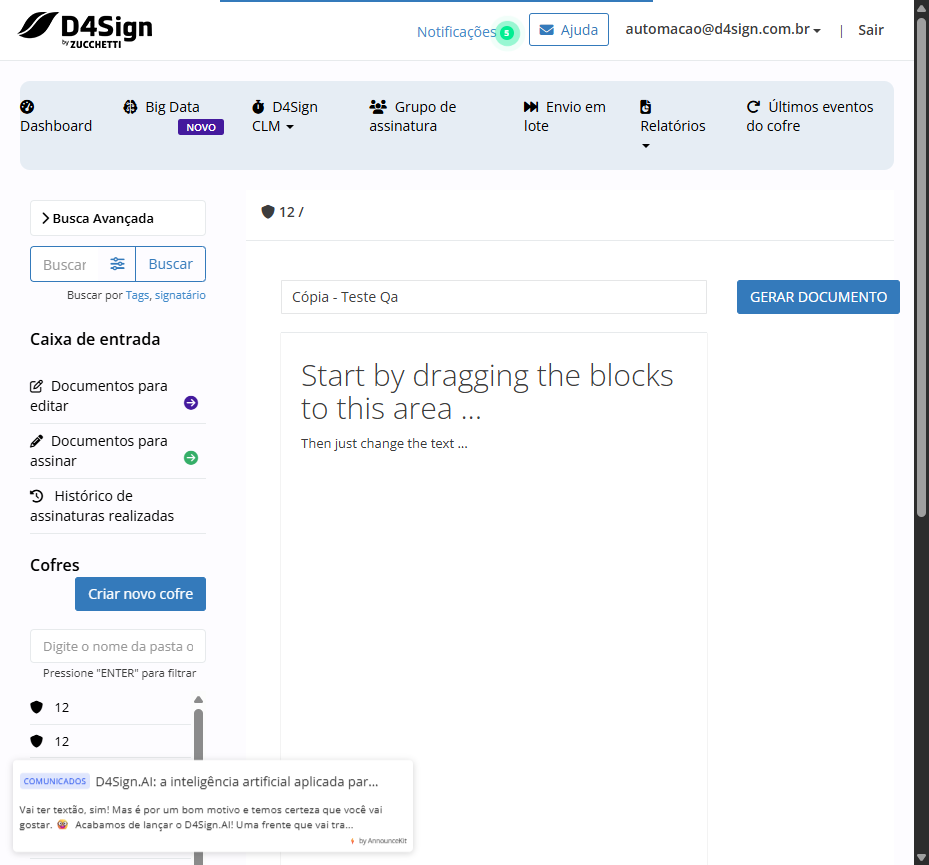 D4Sign
by ZUCCHETTI
Notificações 5
Ajuda
automacao@d4sign.com.br
|
Sair
Dashboard
Big Data
NOVO
D4Sign
CLM
Grupo de
assinatura
Envio em
lote
Relatórios
Últimos eventos
do cofre
Busca Avançada
Buscar
Buscar
Buscar por Tags, signatário
Caixa de entrada
Documentos para
editar
Documentos para
assinar
Histórico de
assinaturas realizadas
Cofres
Criar novo cofre
Digite o nome da pasta o
Pressione "ENTER" para filtrar
12
12
12 /
Cópia - Teste Qa
GERAR DOCUMENTO
Start by dragging the blocks
to this area ...
Then just change the text ...
COMUNICADOS D4Sign.AI: a inteligência artificial aplicada par...
Vai ter textão, sim! Mas é por um bom motivo e temos certeza que você vai
gostar. 🤓 Acabamos de lançar o D4Sign.AI! Uma frente que vai tra...
by AnnounceKit